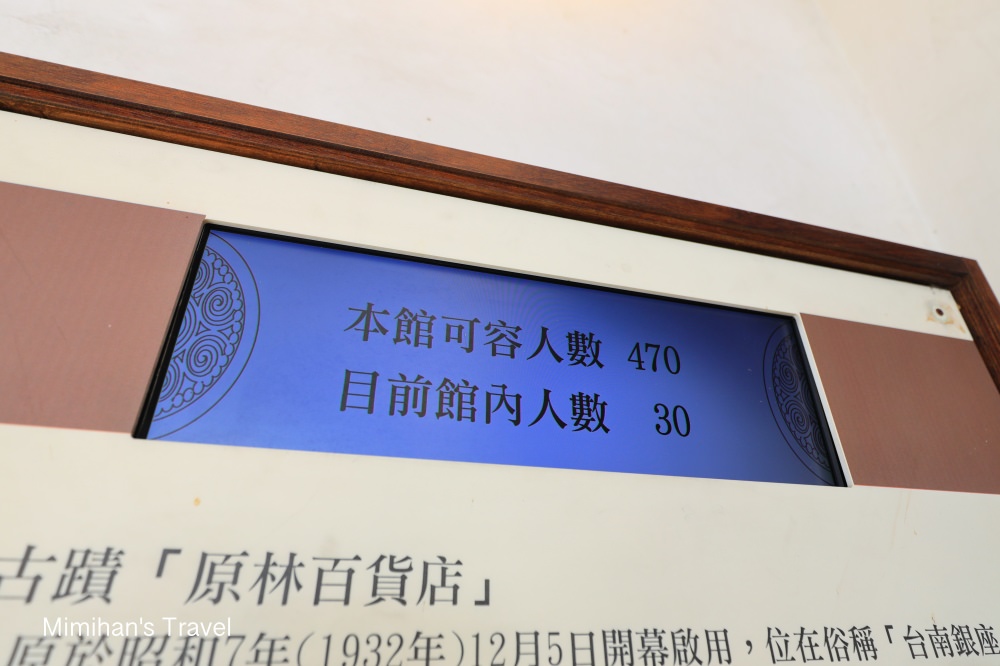 本館可容人數 470
目前館內人數 30
古蹟「原林百貨店」
原於昭和7年(1932年)12月5日開幕啟用，位在俗稱「台南銀座
Mimihan's Travel